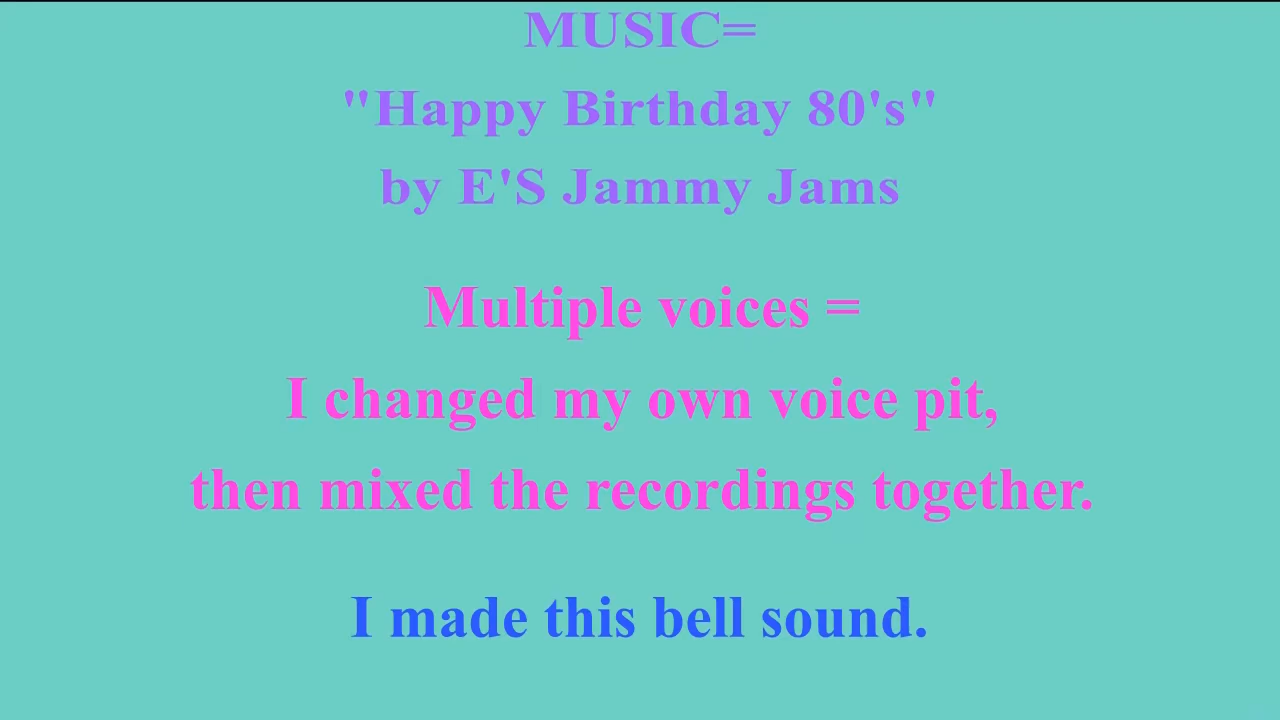 MUSIC=
"Happy Birthday 80's"
by E'S Jammy Jams
Multiple voices =
I changed my own voice pit,
then mixed the recordings together.
I made this bell sound.